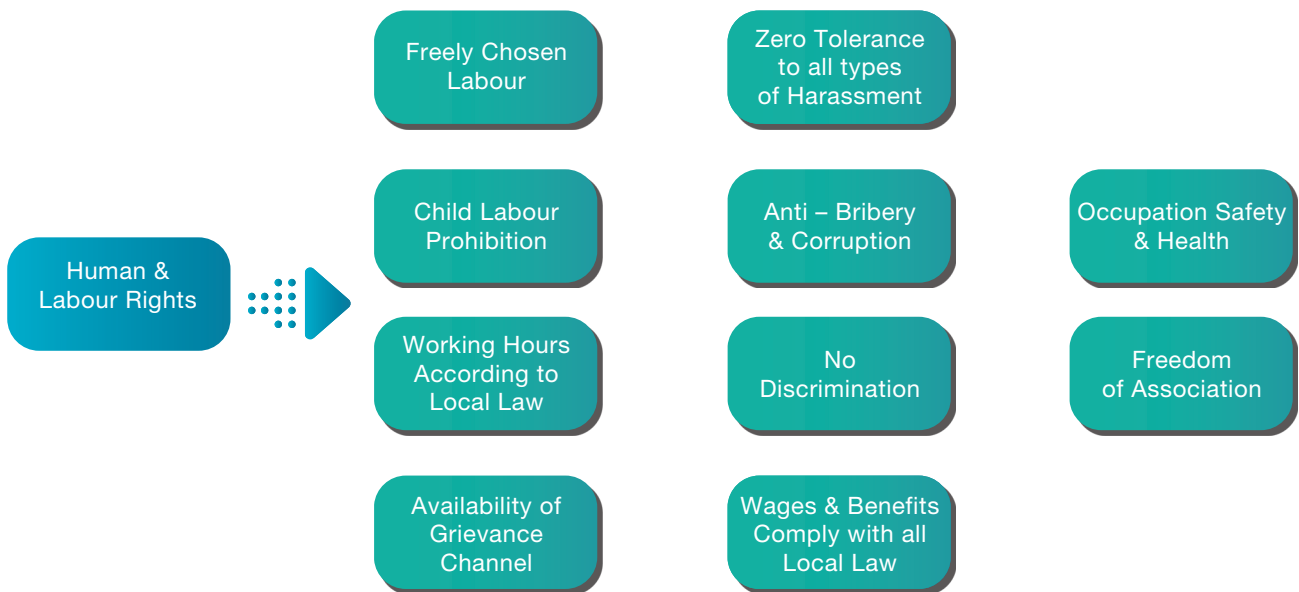 Human &
Labour Rights
Freely Chosen
Labour
Child Labour
Prohibition
Working Hours
According to
Local Law
Availability of
Grievance
Channel
Zero Tolerance
to all types
of Harassment
Anti – Bribery
& Corruption
No
Discrimination
Wages & Benefits
Comply with all
Local Law
Occupation Safety
& Health
Freedom
of Association